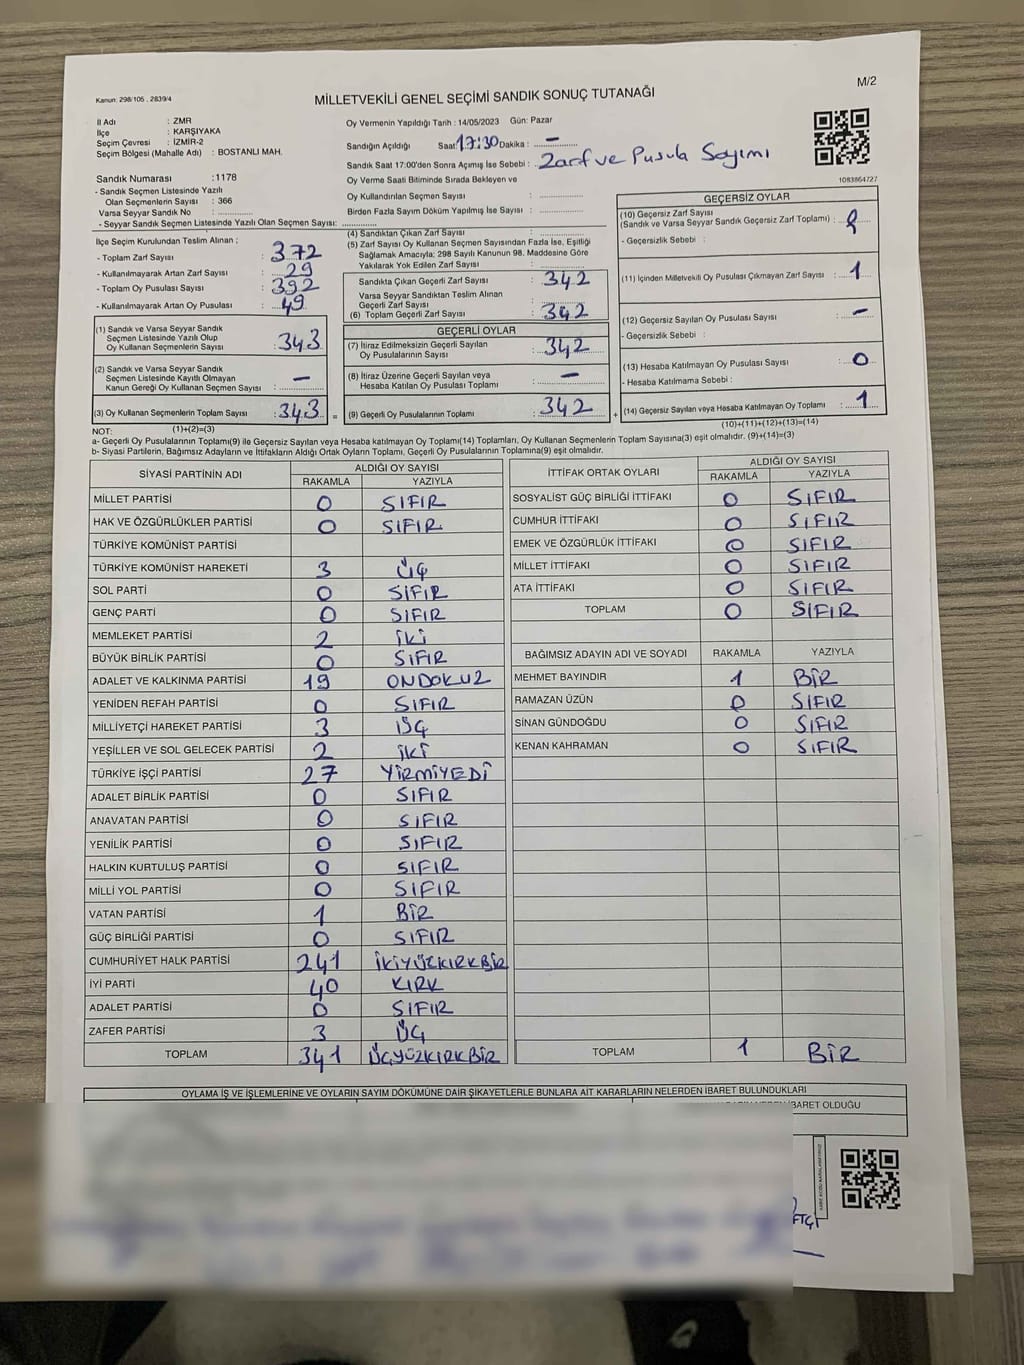 M/2
Kanun: 298/105 , 2839/4
MİLLETVEKİLİ GENEL SEÇİMİ SANDIK SONUÇ TUTANAĞI
İl Adı : ZMR
İlçe : KARŞIYAKA
Seçim Çevresi : İZMİR-2
Seçim Bölgesi (Mahalle Adı) : BOSTANLI MAH.
Oy Vermenin Yapıldığı Tarih : 14/05/2023 Gün: Pazar
Sandığın Açıldığı Saat 17:30 Dakika : –
Sandık Saat 17:00'den Sonra Açımış İse Sebebi : Zarf ve Pusula Sayımı
1083864727
Sandık Numarası :1178
- Sandık Seçmen Listesinde Yazılı
Olan Seçmenlerin Sayısı : 366
Varsa Seyyar Sandık No :
- Seyyar Sandık Seçmen Listesinde Yazılı Olan Seçmen Sayısı:
Oy Verme Saati Bitiminde Sırada Bekleyen ve
Oy Kullandırılan Seçmen Sayısı :
Birden Fazla Sayım Döküm Yapılmış İse Sayısı :
İlçe Seçim Kurulundan Teslim Alınan ;
- Toplam Zarf Sayısı : 372
- Kullanılmayarak Artan Zarf Sayısı : 29
- Toplam Oy Pusulası Sayısı : 392
- Kullanılmayarak Artan Oy Pusulası : 49
(1) Sandık ve Varsa Seyyar Sandık
Seçmen Listesinde Yazılı Olup
Oy Kullanan Seçmenlerin Sayısı : 343
(2) Sandık ve Varsa Seyyar Sandık
Seçmen Listesinde Kayıtlı Olmayan
Kanun Gereği Oy Kullanan Seçmen Sayısı : –
(3) Oy Kullanan Seçmenlerin Toplam Sayısı : 343 =
(4) Sandıktan Çıkan Zarf Sayısı :
(5) Zarf Sayısı Oy Kullanan Seçmen Sayısından Fazla İse, Eşitliği
Sağlamak Amacıyla; 298 Sayılı Kanunun 98. Maddesine Göre
Yakılarak Yok Edilen Zarf Sayısı :
Sandıkta Çıkan Geçerli Zarf Sayısı : 342
Varsa Seyyar Sandıktan Teslim Alınan
Geçerli Zarf Sayısı :
(6) Toplam Geçerli Zarf Sayısı : 342
GEÇERLİ OYLAR
(7) İtiraz Edilmeksizin Geçerli Sayılan
Oy Pusulalarının Sayısı : 342
(8) İtiraz Üzerine Geçerli Sayılan veya
Hesaba Katılan Oy Pusulası Toplamı : –
(9) Geçerli Oy Pusulalarının Toplamı : 342 +
GEÇERSİZ OYLAR
(10) Geçersiz Zarf Sayısı
(Sandık ve Varsa Seyyar Sandık Geçersiz Zarf Toplamı) :
- Geçersizlik Sebebi :
(11) İçinden Milletvekili Oy Pusulası Çıkmayan Zarf Sayısı : 1
(12) Geçersiz Sayılan Oy Pusulası Sayısı : –
-Geçersizlik Sebebi :
(13) Hesaba Katılmayan Oy Pusulası Sayısı : 0
- Hesaba Katılmama Sebebi :
(14) Geçersiz Sayılan veya Hesaba Katılmayan Oy Toplamı : 1
NOT: (1)+(2)=(3)
(10)+(11)+(12)+(13)=(14)
a- Geçerli Oy Pusulalarının Toplamı(9) ile Geçersiz Sayılan veya Hesaba katılmayan Oy Toplamı(14) Toplamları, Oy Kullanan Seçmenlerin Toplam Sayısına(3) eşit olmalıdır. (9)+(14)=(3)
b- Siyasi Partilerin, Bağımsız Adayların ve İttifakların Aldığı Ortak Oyların Toplamı, Geçerli Oy Pusulalarının Toplamına(9) eşit olmalıdır.
SİYASİ PARTİNİN ADI ALDIĞI OY SAYISI
RAKAMLA YAZIYLA
MİLLET PARTİSİ 0 SIFIR
HAK VE ÖZGÜRLÜKLER PARTİSİ 0 SIFIR
TÜRKİYE KOMÜNİST PARTİSİ
TÜRKİYE KOMÜNİST HAREKETİ 3 ÜÇ
SOL PARTİ 0 SIFIR
GENÇ PARTİ 0 SIFIR
MEMLEKET PARTİSİ 2 İKİ
BÜYÜK BİRLİK PARTİSİ 0 SIFIR
ADALET VE KALKINMA PARTİSİ 19 ONDOKUZ
YENİDEN REFAH PARTİSİ 0 SIFIR
MİLLİYETÇİ HAREKET PARTİSİ 3 ÜÇ
YEŞİLLER VE SOL GELECEK PARTİSİ 2 İKİ
TÜRKİYE İŞÇİ PARTİSİ 27 YİRMİYEDİ
ADALET BİRLİK PARTİSİ 0 SIFIR
ANAVATAN PARTİSİ 0 SIFIR
YENİLİK PARTİSİ 0 SIFIR
HALKIN KURTULUŞ PARTİSİ 0 SIFIR
MİLLİ YOL PARTİSİ 0 SIFIR
VATAN PARTİSİ 1 BİR
GÜÇ BİRLİĞİ PARTİSİ 0 SIFIR
CUMHURİYET HALK PARTİSİ 241 İKİYÜZKIRKBİR
İYİ PARTİ 40 KIRK
ADALET PARTİSİ 0 SIFIR
ZAFER PARTİSİ 3 ÜÇ
TOPLAM 341 ÜÇYÜZKIRKBİR
İTTİFAK ORTAK OYLARI ALDIĞI OY SAYISI
RAKAMLA YAZIYLA
SOSYALİST GÜÇ BİRLİĞİ İTTİFAKI 0 SIFIR
CUMHUR İTTİFAKI 0 SIFIR
EMEK VE ÖZGÜRLÜK İTTİFAKI 0 SIFIR
MİLLET İTTİFAKI 0 SIFIR
ATA İTTİFAKI 0 SIFIR
TOPLAM 0 SIFIR
BAĞIMSIZ ADAYIN ADI VE SOYADI RAKAMLA YAZIYLA
MEHMET BAYINDIR 1 BİR
RAMAZAN ÜZÜN 0 SIFIR
SİNAN GÜNDOĞDU 0 SIFIR
KENAN KAHRAMAN 0 SIFIR
TOPLAM 1 BİR
OYLAMA İŞ VE İŞLEMLERİNE VE OYLARIN SAYIM DÖKÜMÜNE DAİR ŞİKAYETLERLE BUNLARA AİT KARARLARIN NELERDEN İBARET BULUNDUKLARI
İBARET OLDUĞU